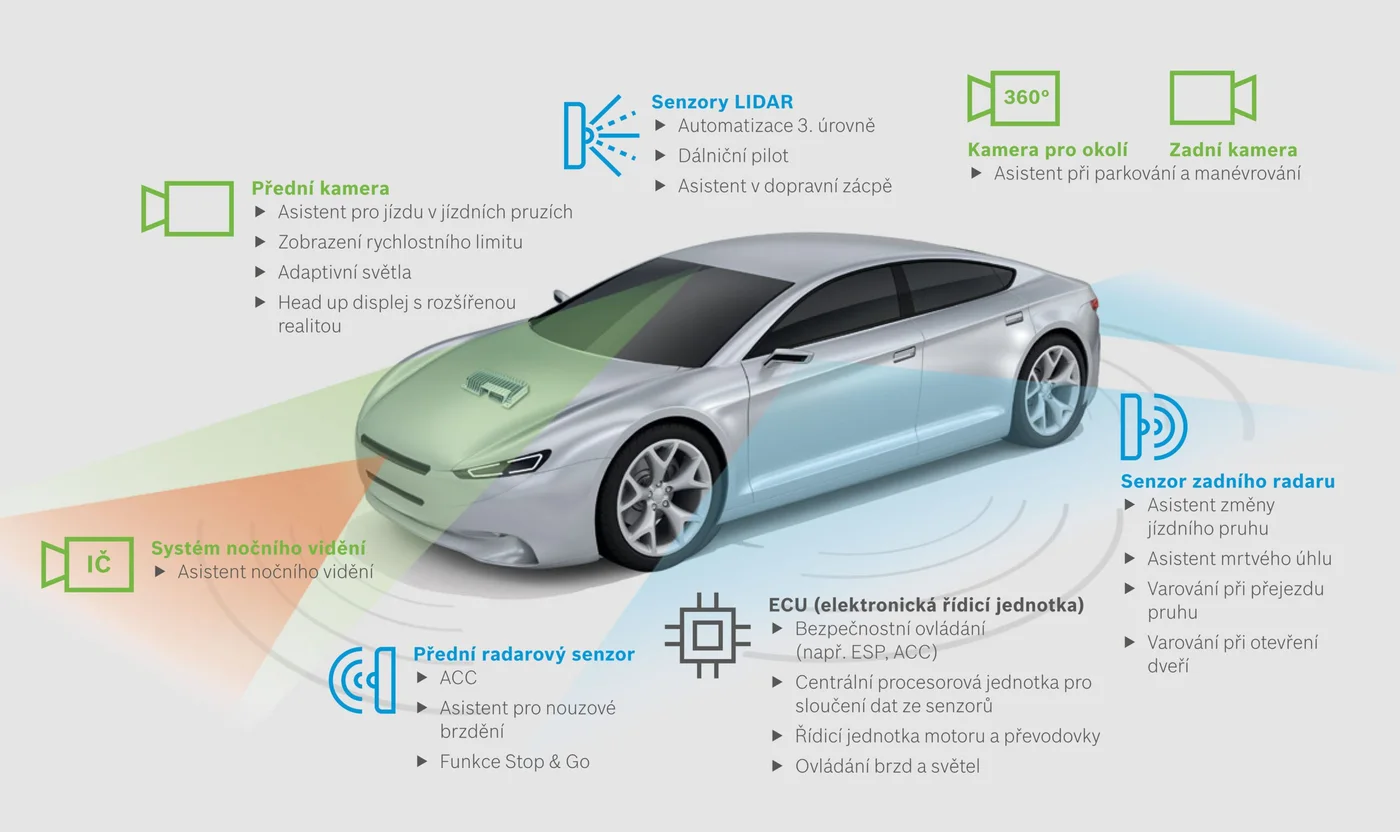 Senzory LIDAR
Automatizace 3. úrovně
Dálniční pilot
Asistent v dopravní zácpě
360°
Kamera pro okolí
Zadní kamera
Asistent při parkování a manévrování
Přední kamera
Asistent pro jízdu v jízdních pruzích
Zobrazení rychlostního limitu
Adaptivní světla
Head up displej s rozšířenou
realitou
Senzor zadního radaru
Asistent změny
jízdního pruhu
Asistent mrtvého úhlu
Varování při přejezdu
pruhu
Varování při otevření
dveří
IČ
Systém nočního vidění
Asistent nočního vidění
Přední radarový senzor
ACC
Asistent pro nouzové
brzdění
Funkce Stop & Go
ECU (elektronická řídicí jednotka)
Bezpečnostní ovládání
(např. ESP, ACC)
Centrální procesorová jednotka pro
sloučení dat ze senzorů
Řídicí jednotka motoru a převodovky
Ovládání brzd a světel